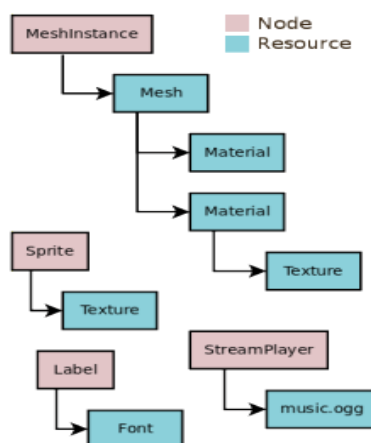 Node
Resource
MeshInstance
Mesh
Material
Material
Texture
Sprite
Texture
StreamPlayer
music.ogg
Label
Font